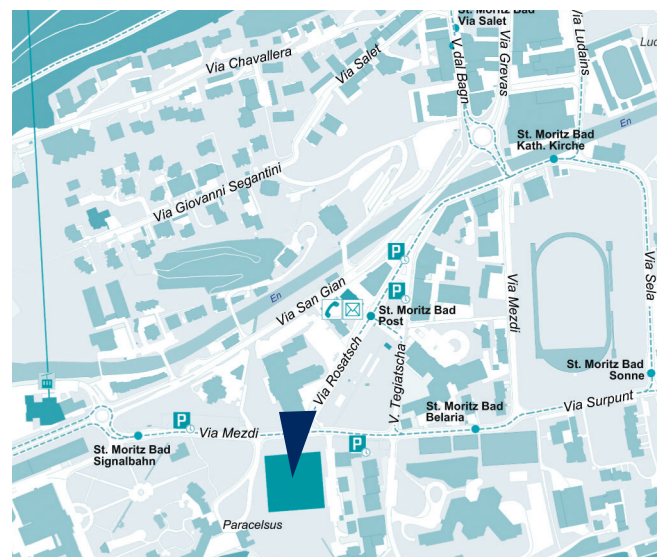 St. Moritz Bad
Via Salet
Via Chavallera
Via Salet
V. dal Bagn
Via Grevas
Via Ludains
En
St. Moritz Bad
Kath. Kirche
Via Giovanni Segantini
P
Via San Gian
En
P
St. Moritz Bad
Post
Via Mezdi
Via Sela
Via Rosatsch
V. Tegiatscha
St. Moritz Bad
Sonne
Via Surpunt
St. Moritz Bad
Belaria
P
Via Mezdi
P
St. Moritz Bad
Signalbahn
Paracelsus